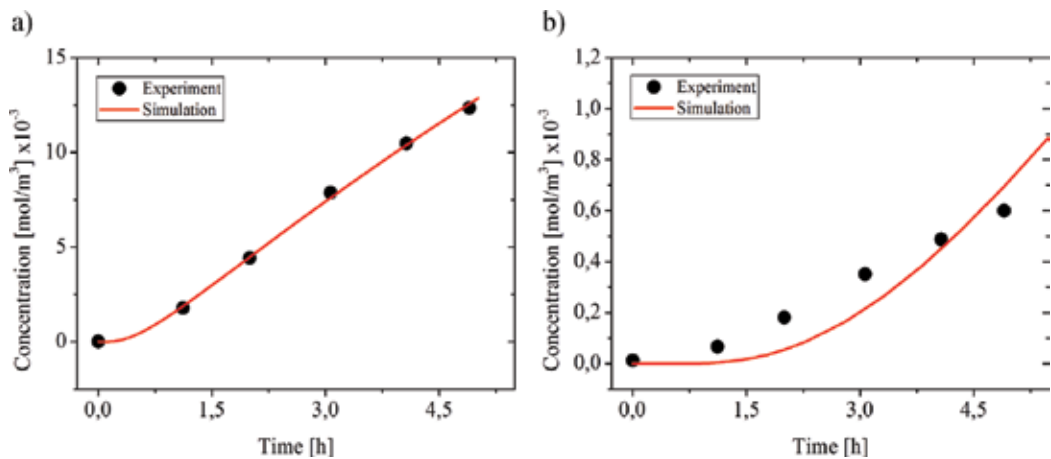 a)
Concentration [mol/m³] x10⁻³
15
10
5
0
Experiment
Simulation
0,0
1,5
3,0
4,5
Time [h]
b)
Concentration [mol/m³] x10⁻³
1,2
1,0
0,8
0,6
0,4
0,2
0,0
Experiment
Simulation
0,0
1,5
3,0
4,5
Time [h]